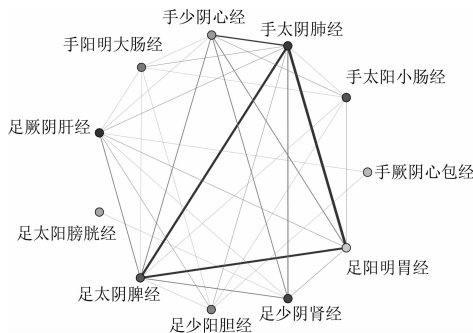 手少阴心经
手太阴肺经
手阳明大肠经
手太阳小肠经
足厥阴肝经
手厥阴心包经
足太阳膀胱经
足阳明胃经
足太阴脾经
足少阴肾经
足少阳胆经